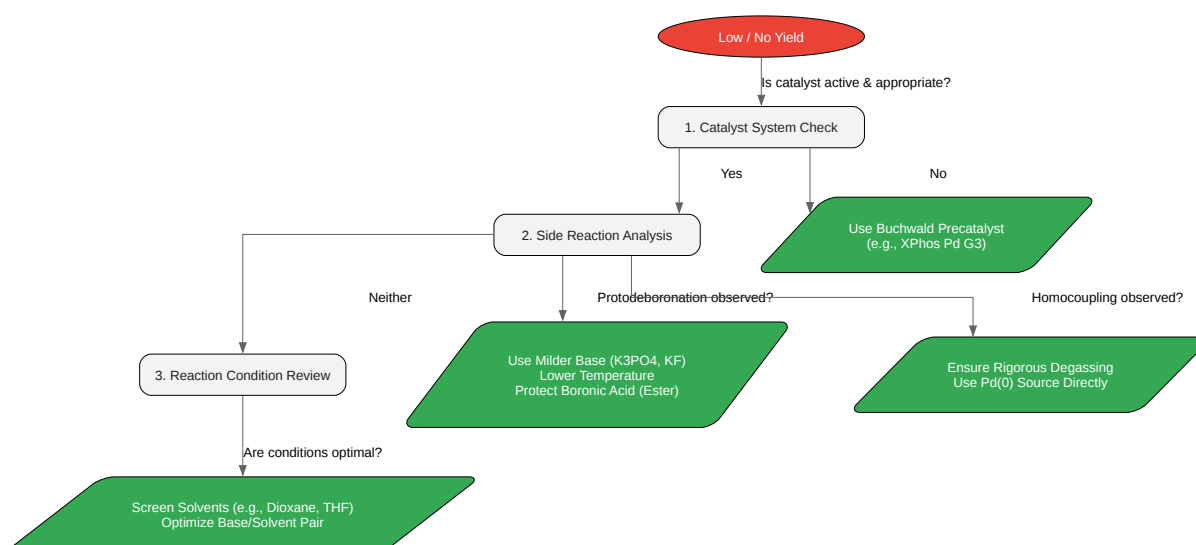 Low / No Yield
Is catalyst active & appropriate?
1. Catalyst System Check
Yes
No
Use Buchwald Precatalyst
(e.g., XPhos Pd G3)
2. Side Reaction Analysis
Neither
Protodeboronation observed?
Homocoupling observed?
3. Reaction Condition Review
Use Milder Base (K3PO4, KF)
Lower Temperature
Protect Boronic Acid (Ester)
Ensure Rigorous Degassing
Use Pd(0) Source Directly
Are conditions optimal?
Screen Solvents (e.g., Dioxane, THF)
Optimize Base/Solvent Pair